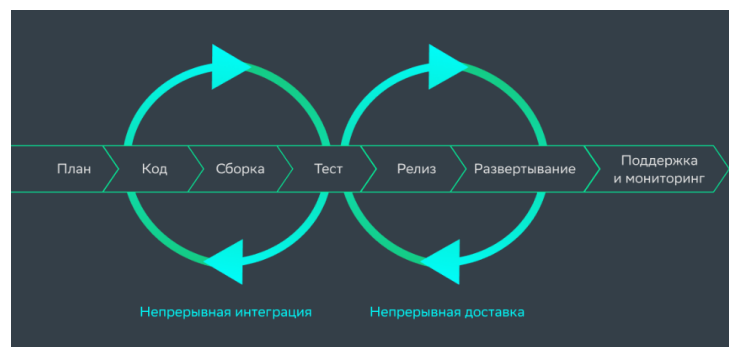 План
Код
Сборка
Тест
Релиз
Развертывание
Поддержка
и мониторинг
Непрерывная интеграция
Непрерывная доставка